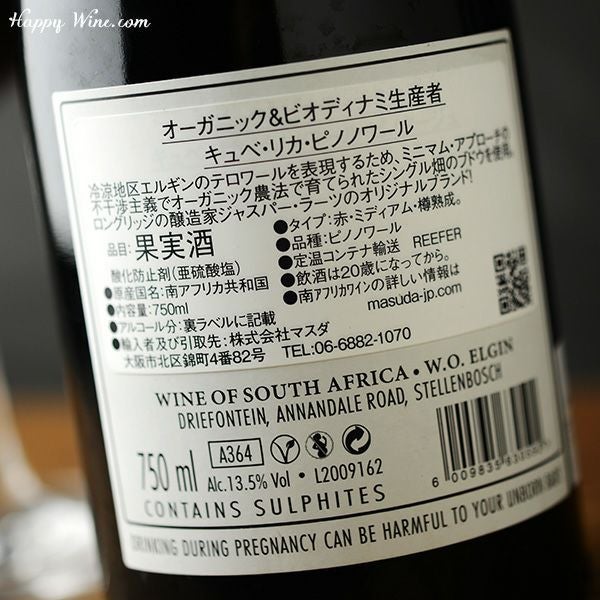 Happy Wine.com
オーガニック&ビオディナミ生産者
キュベ・リカ・ピノノワール
冷涼地区エルギンのテロワールを表現するため、ミニマム・アプローチの
不干渉主義でオーガニック農法で育てられたシングル畑のブドウを使用。
ロングリッジの醸造家ジャスパー・ラーツのオリジナルブランド!
品目:果実酒
酸化防止剤(亜硫酸塩)
●原産国名:南アフリカ共和国
●内容量:750ml
●アルコール分:裏ラベルに記載
●輸入者及び引取先:株式会社マスダ
大阪市北区錦町4番82号 TEL:06-6882-1070
●タイプ:赤・ミディアム・樽熟成。
●品種:ピノノワール
●定温コンテナ輸送 REEFER
●飲酒は20歳になってから。
●南アフリカワインの詳しい情報は
masuda-jp.com
WINE OF SOUTH AFRICA • W.O. ELGIN
DRIEFONTEIN, ANNANDALE ROAD, STELLENBOSCH
750 ml
A364
Alc.13.5% Vol • L2009162
CONTAINS SULPHITES
DRINKING DURING PREGNANCY CAN BE HARMFUL TO YOUR UNBORN BABY